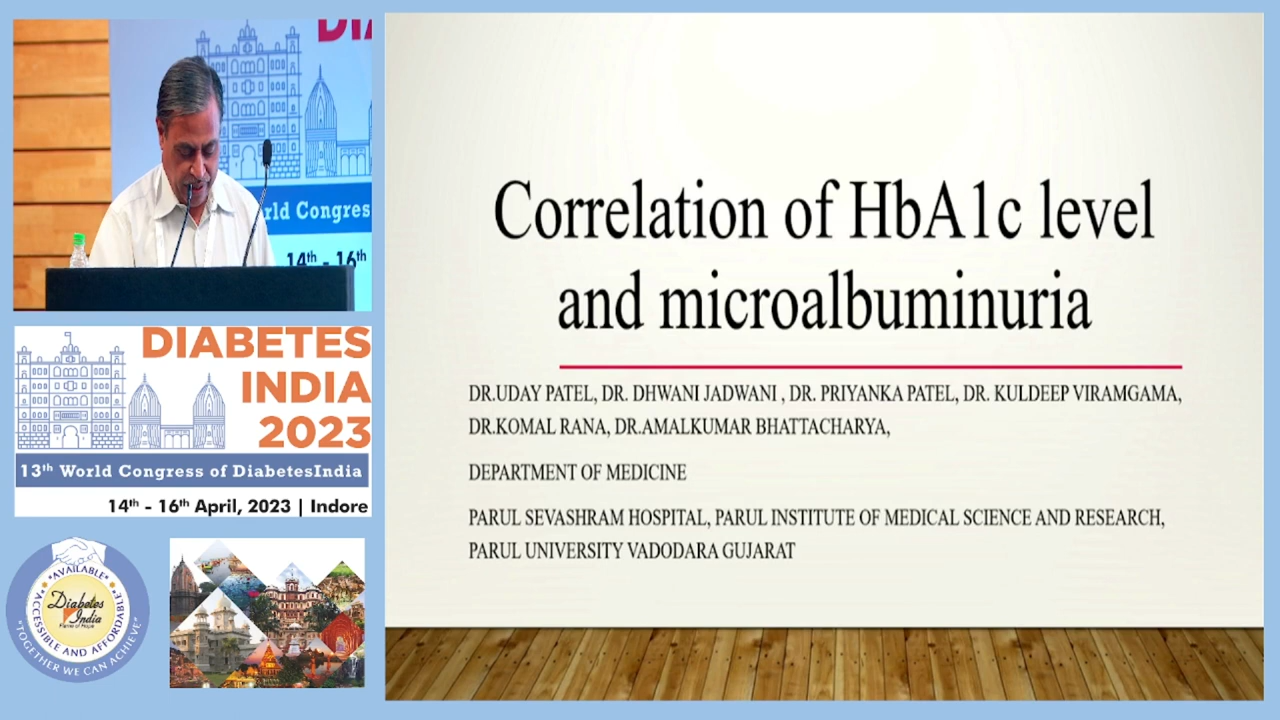 DIA
rld Congres
14th - 16th
DIABETES
INDIA
2023
13th World Congress of DiabetesIndia
14th - 16th April, 2023 | Indore
"AVAILABLE"
"ACCESSIBLE AND AFFORDABLE"
"TOGETHER WE CAN ACHIEVE"
Diabetes
India
Correlation of HbA1c level
and microalbuminuria
DR.UDAY PATEL, DR. DHWANI JADWANI , DR. PRIYANKA PATEL, DR. KULDEEP VIRAMGAMA,
DR.KOMAL RANA, DR.AMALKUMAR BHATTACHARYA,
DEPARTMENT OF MEDICINE
PARUL SEVASHRAM HOSPITAL, PARUL INSTITUTE OF MEDICAL SCIENCE AND RESEARCH,
PARUL UNIVERSITY VADODARA GUJARAT